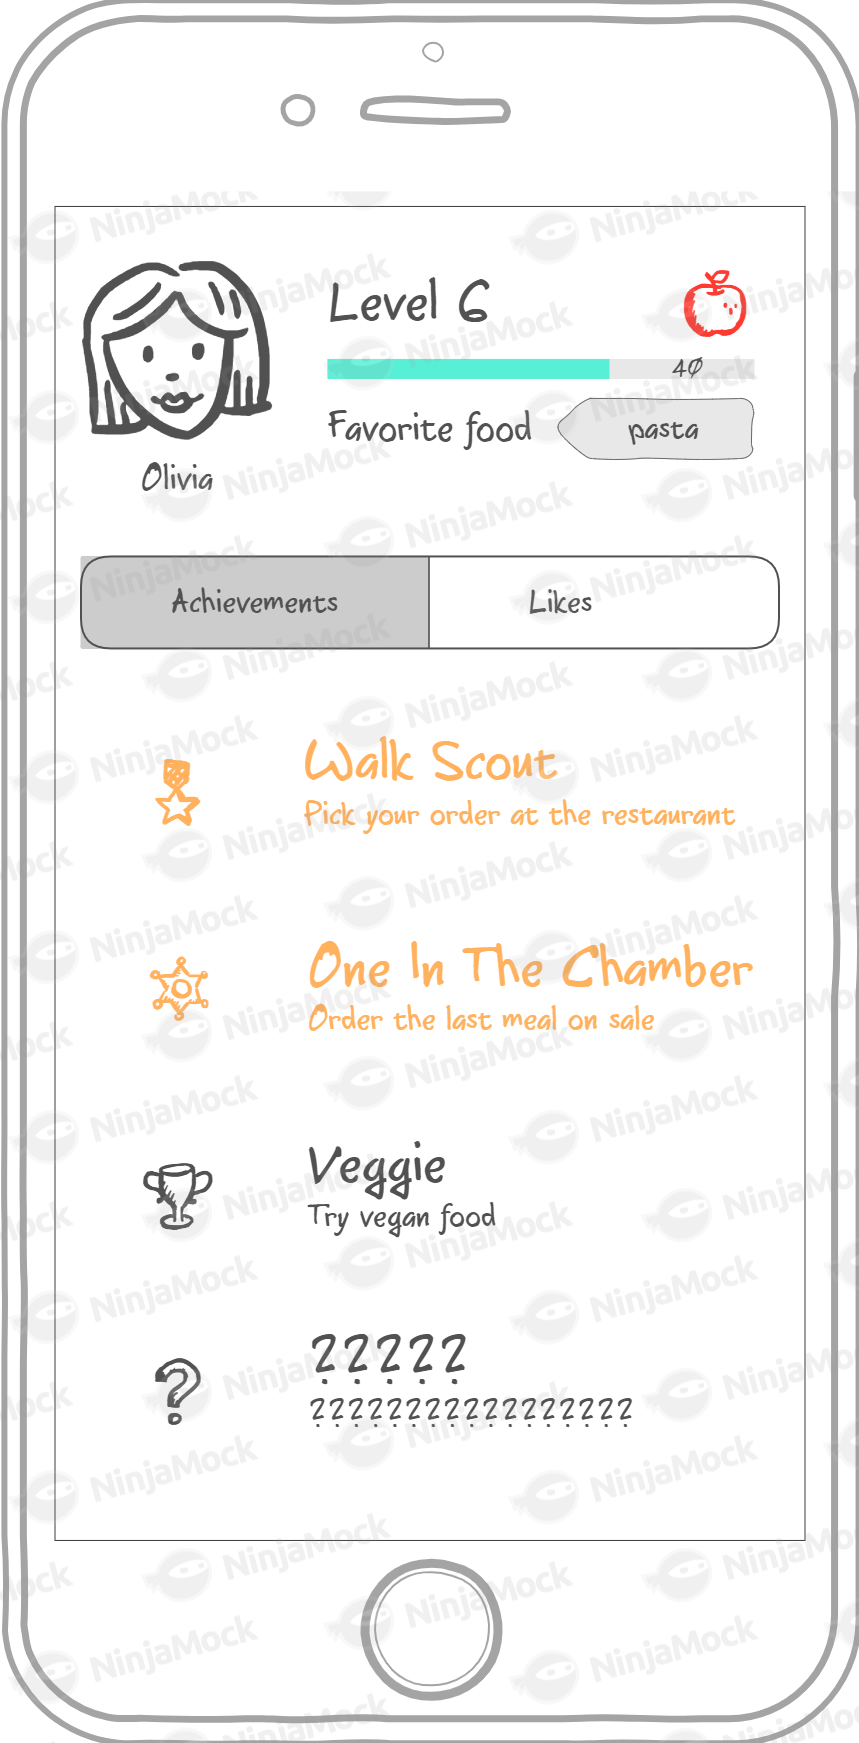 Level 6
40
Favorite food
pasta
Olivia
Achievements
Likes
Walk Scout
Pick your order at the restaurant
One In The Chamber
Order the last meal on sale
Veggie
Try vegan food
?
?????
?????????????????
NinjaMock